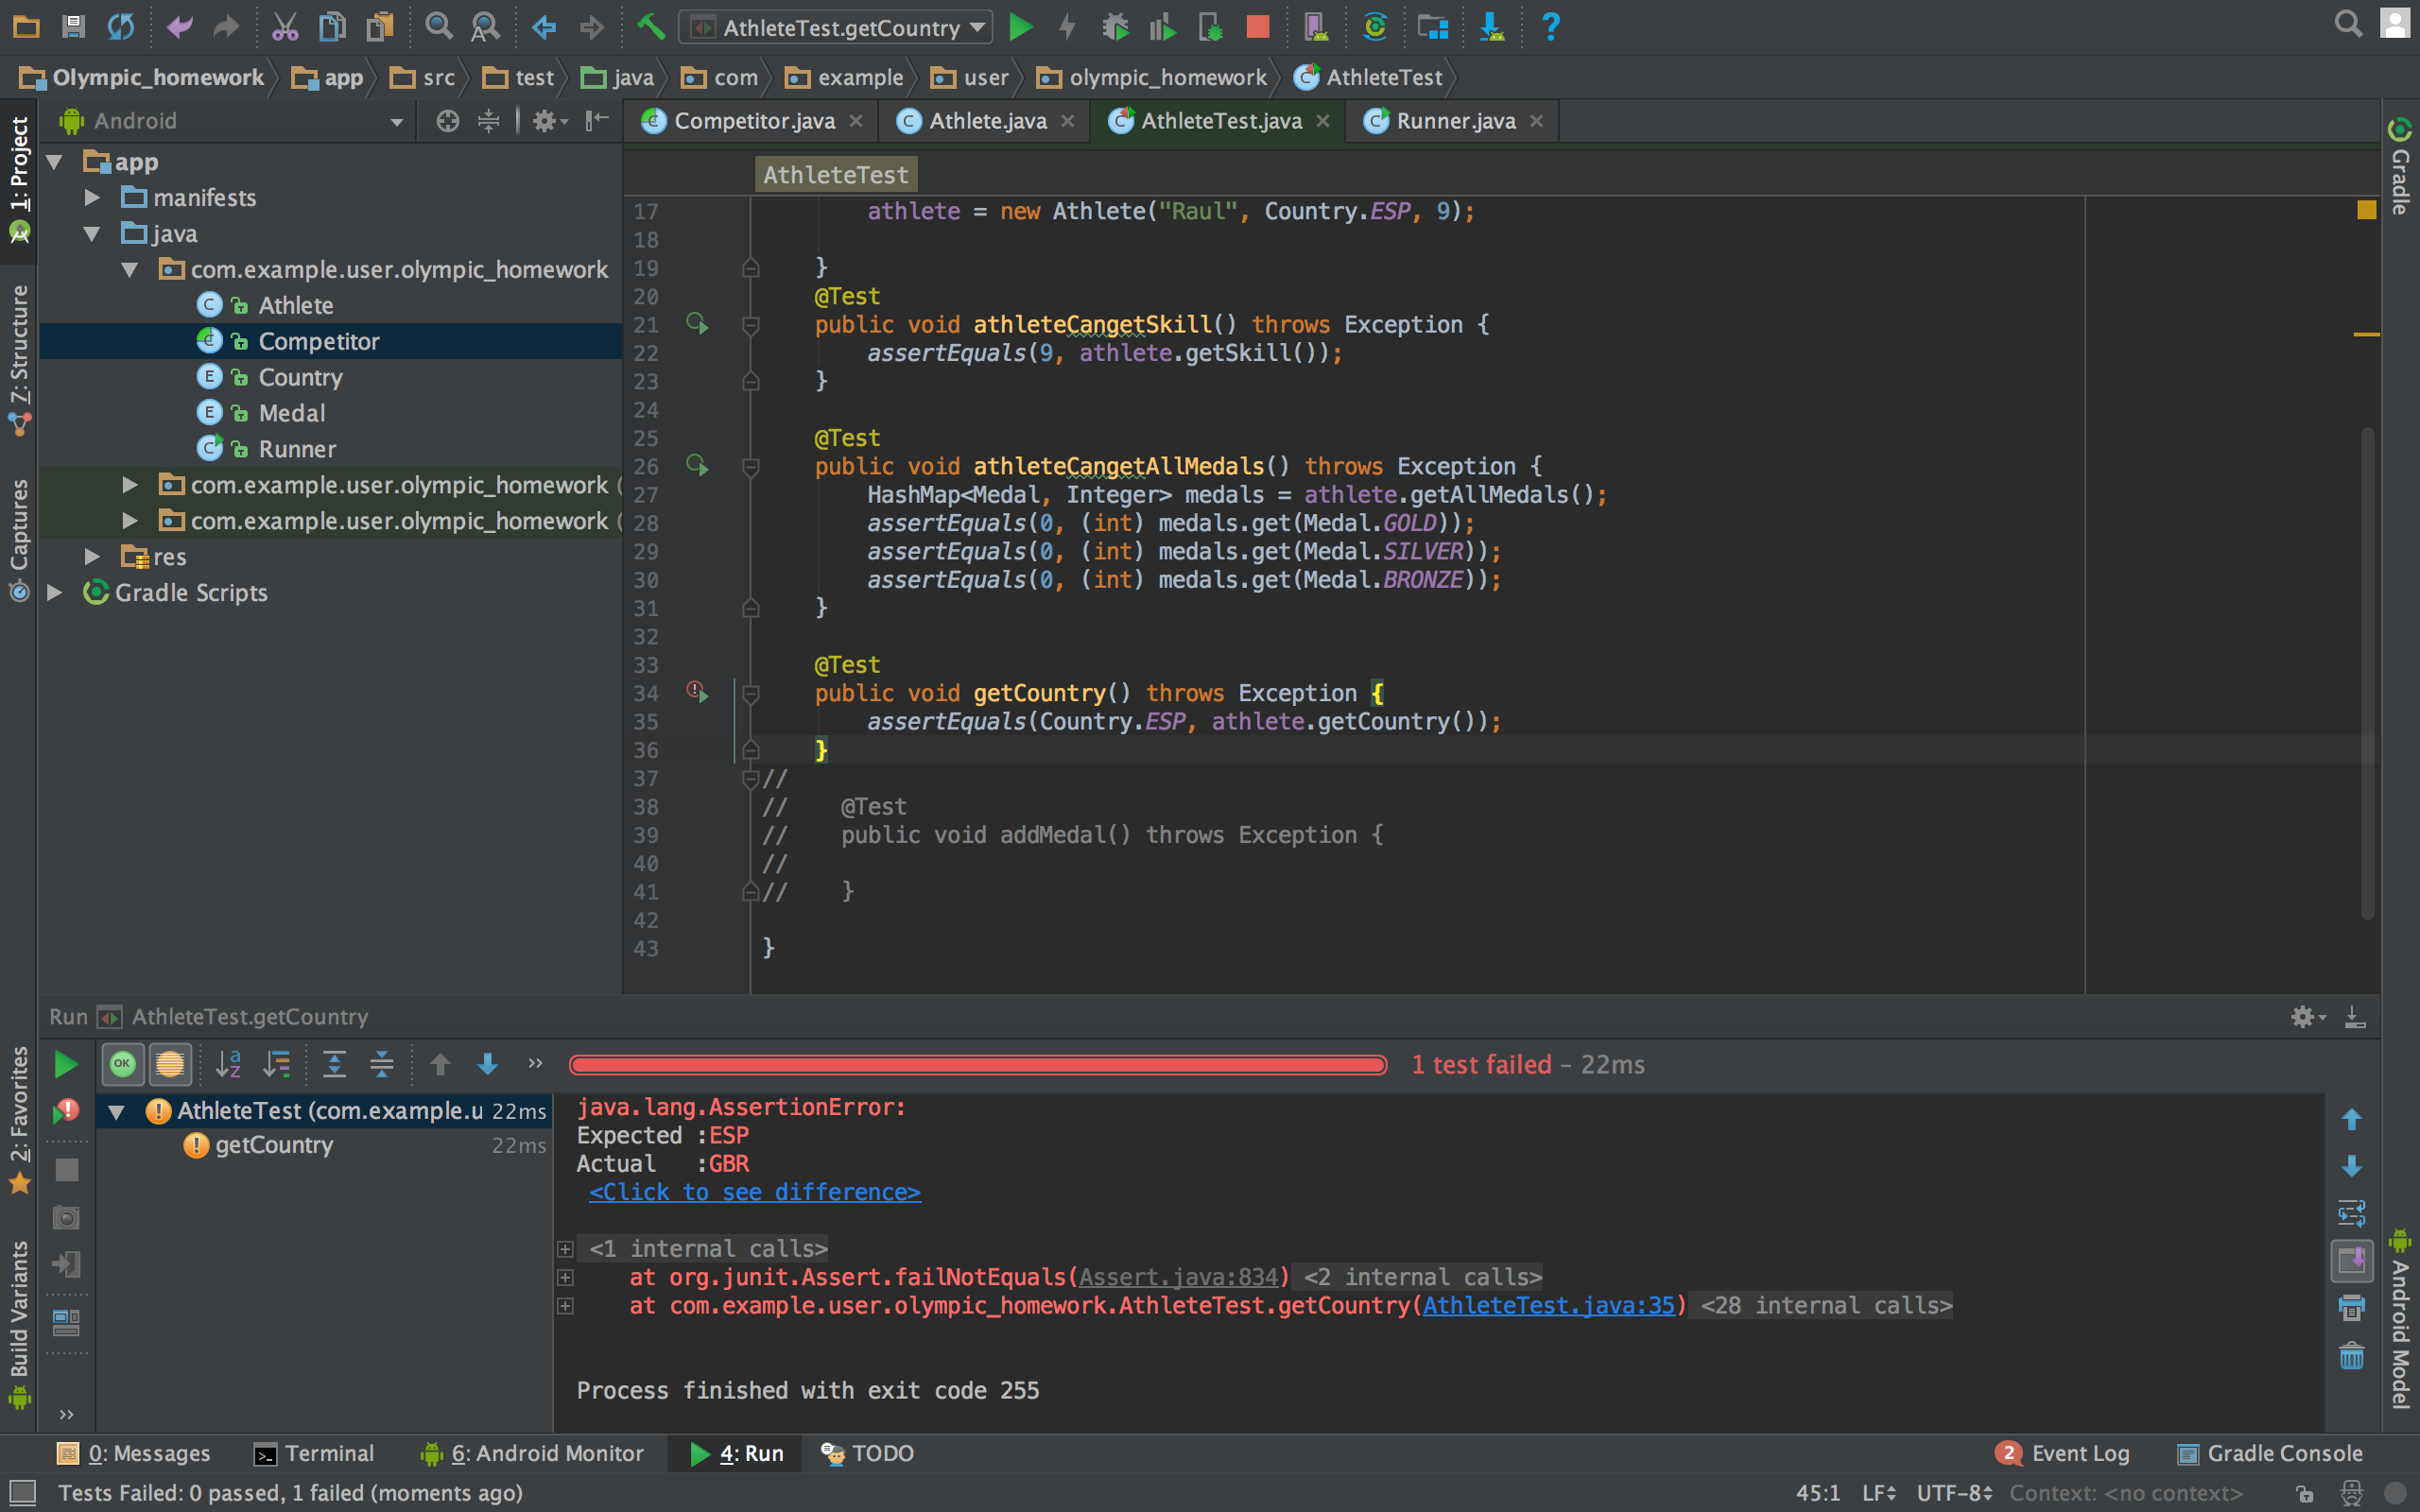 AthleteTest.getCountry
Olympic_homework app src test java com example user olympic_homework AthleteTest
1: Project
7: Structure
Captures
2: Favorites
Build Variants
Android
app
manifests
java
com.example.user.olympic_homework
Athlete
Competitor
Country
Medal
Runner
com.example.user.olympic_homework (
com.example.user.olympic_homework (
res
Gradle Scripts
Competitor.java Athlete.java AthleteTest.java Runner.java
AthleteTest
17 athlete = new Athlete("Raul", Country.ESP, 9);
18
19 }
20 @Test
21 public void athleteCangetSkill() throws Exception {
22 assertEquals(9, athlete.getSkill());
23 }
24
25 @Test
26 public void athleteCangetAllMedals() throws Exception {
27 HashMap<Medal, Integer> medals = athlete.getAllMedals();
28 assertEquals(0, (int) medals.get(Medal.GOLD));
29 assertEquals(0, (int) medals.get(Medal.SILVER));
30 assertEquals(0, (int) medals.get(Medal.BRONZE));
31 }
32
33 @Test
34 public void getCountry() throws Exception {
35 assertEquals(Country.ESP, athlete.getCountry());
36 }
37 //
38 // @Test
39 // public void addMedal() throws Exception {
40 //
41 // }
42
43 }
Gradle
Android Model
Run AthleteTest.getCountry
OK
1 test failed – 22ms
AthleteTest (com.example.u 22ms
getCountry 22ms
java.lang.AssertionError:
Expected :ESP
Actual :GBR
<Click to see difference>
<1 internal calls>
at org.junit.Assert.failNotEquals(Assert.java:834) <2 internal calls>
at com.example.user.olympic_homework.AthleteTest.getCountry(AthleteTest.java:35) <28 internal calls>
Process finished with exit code 255
0: Messages Terminal 6: Android Monitor 4: Run TODO 2 Event Log Gradle Console
Tests Failed: 0 passed, 1 failed (moments ago) 45:1 LF UTF-8 Context: <no context>